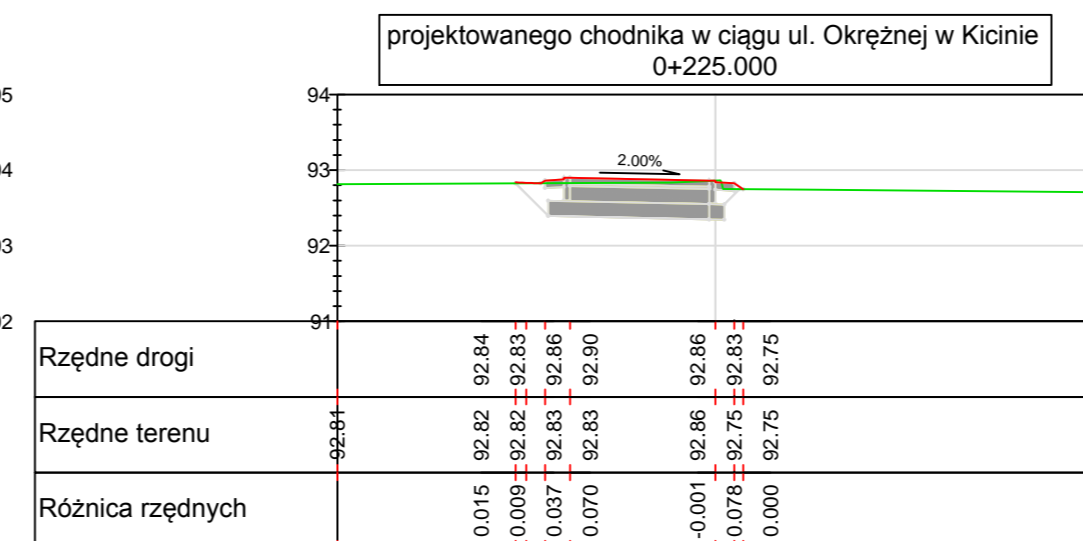 projektowanego chodnika w ciągu ul. Okrężnej w Kicinie
0+225.000
94
93
92
91
2.00%
Rzędne drogi 92.84 92.83 92.86 92.90 92.86 92.83 92.75
Rzędne terenu 92.81 92.82 92.82 92.83 92.83 92.86 92.75 92.75
Różnica rzędnych 0.015 0.009 0.037 0.070 -0.001 0.078 0.000